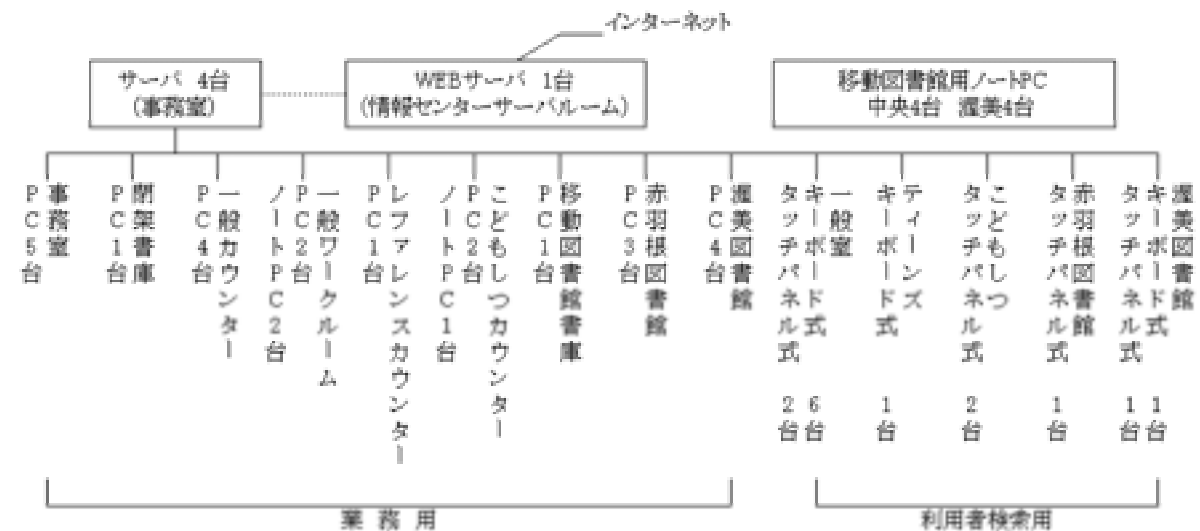 インターネット
サーバ 4台
(事務室)
WEBサーバ 1台
(情報センターサーバルーム)
移動図書館用ノートPC
中央4台 渥美4台
事務室
PC5台
閉架書庫
PC1台
一般カウンター
PC4台
一般ワークルーム
PC2台
ノートPC2台
レファレンスカウンター
PC1台
こどもしつカウンター
PC2台
ノートPC1台
移動図書館書庫
PC1台
赤羽根図書館
PC3台
渥美図書館
PC4台
一般室
キーボード式 6台
タッチパネル式 2台
ティーンズ
キーボード式 1台
こどもしつ
タッチパネル式 2台
赤羽根図書館
タッチパネル式 1台
渥美図書館
キーボード式 1台
タッチパネル式 1台
業務用
利用者検索用